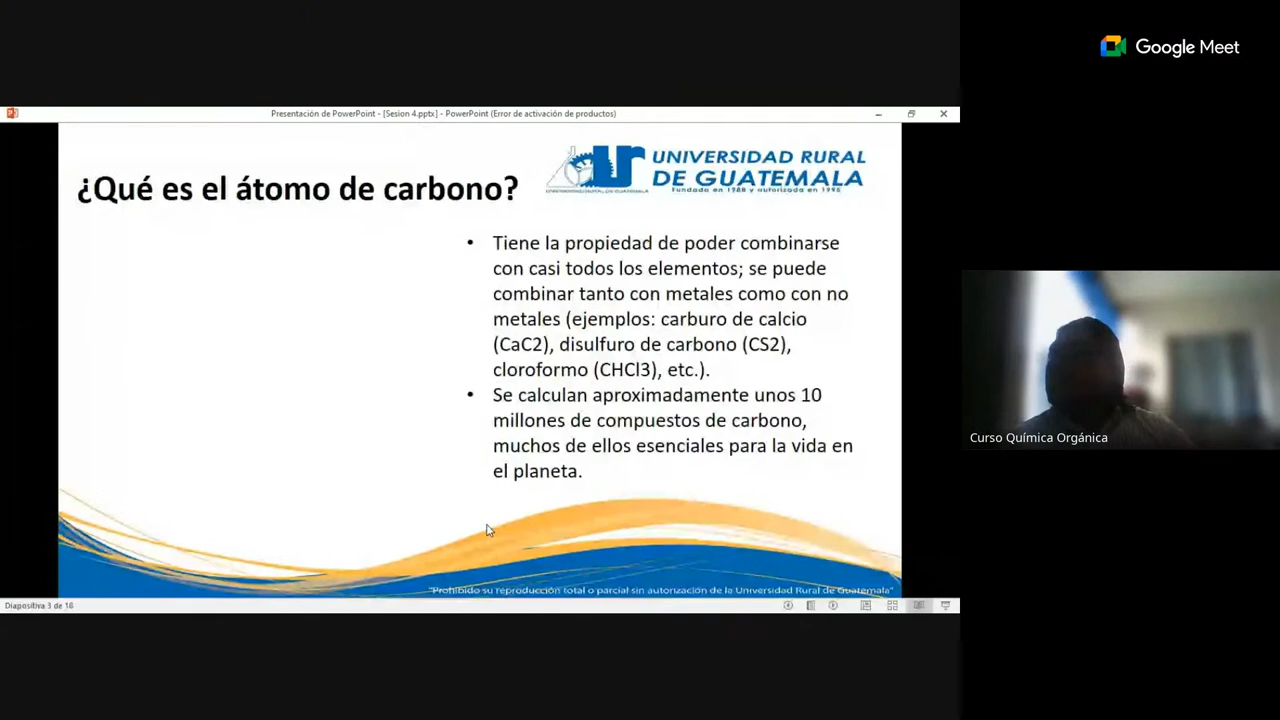 Google Meet
Presentación de PowerPoint - [Sesion 4.pptx] - PowerPoint (Error de activación de productos)
UNIVERSIDAD RURAL
DE GUATEMALA
Fundada en 1988 y autorizada en 1995
¿Qué es el átomo de carbono?
• Tiene la propiedad de poder combinarse
con casi todos los elementos; se puede
combinar tanto con metales como con no
metales (ejemplos: carburo de calcio
(CaC2), disulfuro de carbono (CS2),
cloroformo (CHCl3), etc.).
• Se calculan aproximadamente unos 10
millones de compuestos de carbono,
muchos de ellos esenciales para la vida en
el planeta.
Curso Química Orgánica
"Prohibido su reproducción total o parcial sin autorización de la Universidad Rural de Guatemala"
Diapositiva 3 de 18